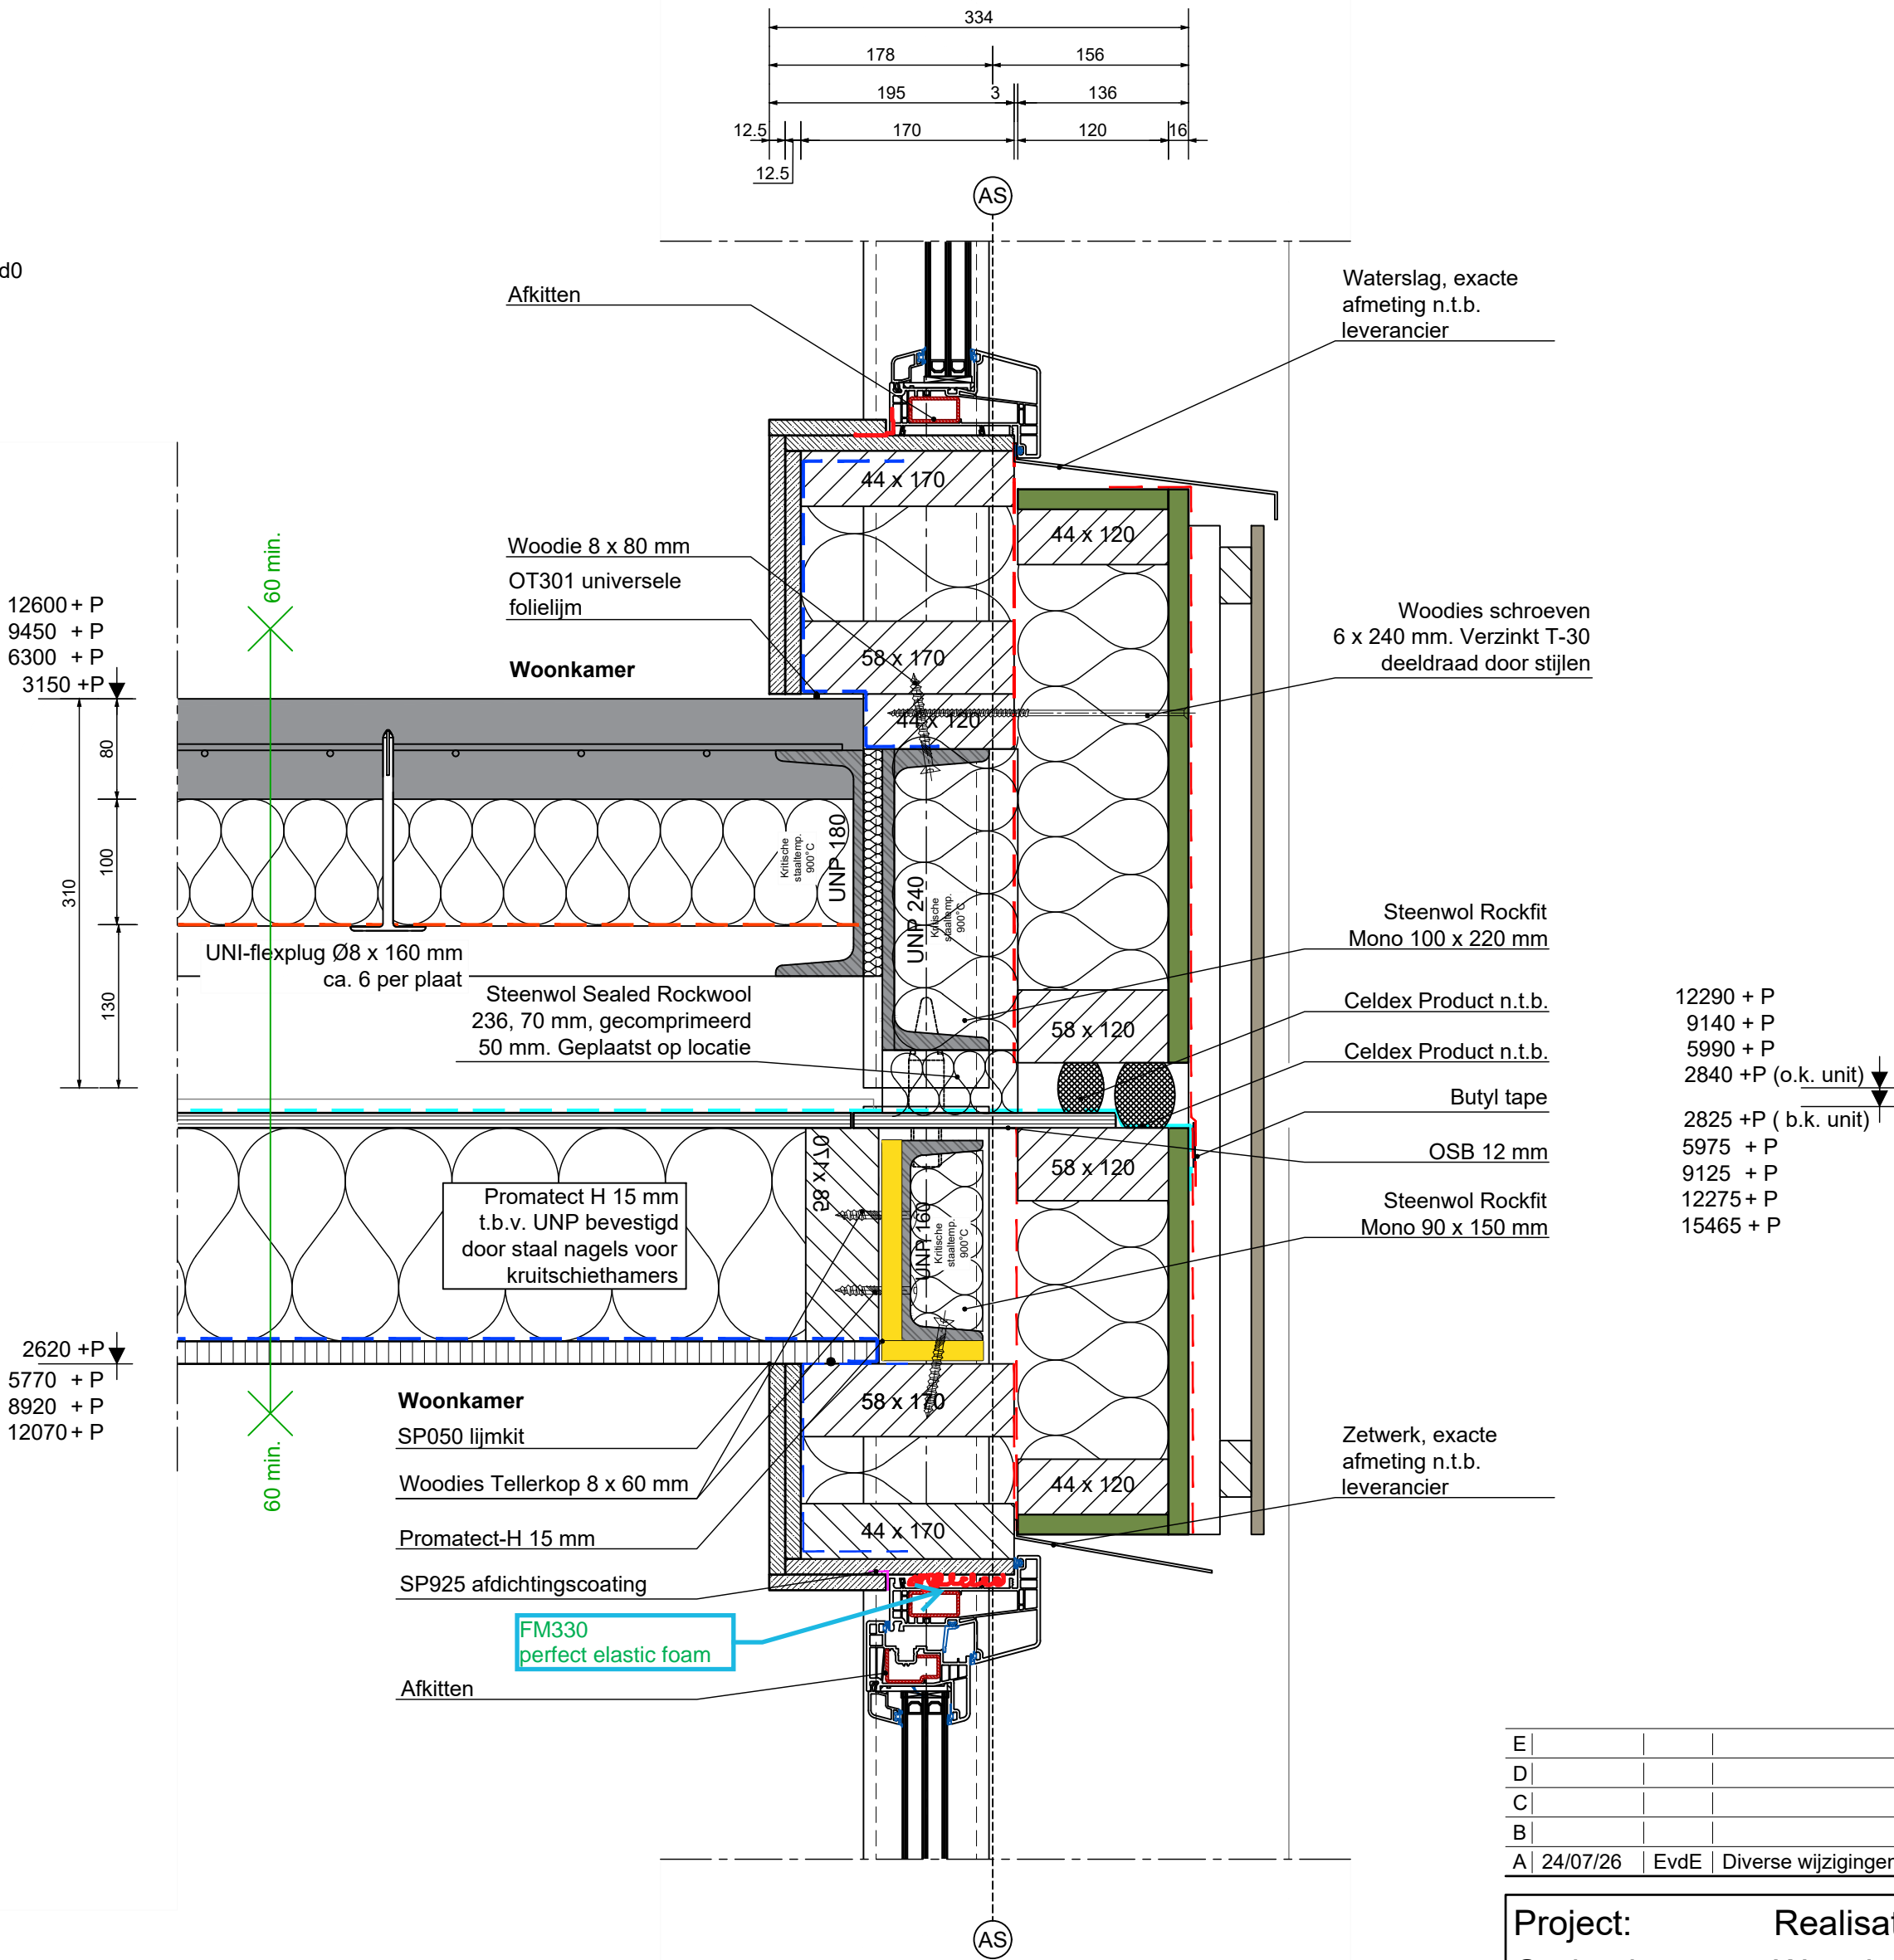 334
178
156
195
3
136
12.5
170
120
16
12.5
AS
d0
Afkitten
Waterslag, exacte
afmeting n.t.b.
leverancier
44 x 170
44 x 120
60 min.
Woodie 8 x 80 mm
OT301 universele
folielijm
12600 + P
9450 + P
6300 + P
3150 +P
Woodies schroeven
6 x 240 mm. Verzinkt T-30
deeldraad door stijlen
58 x 170
Woonkamer
44 x 120
80
100
310
130
Kritische
staaltemp.
900°C
UNP 180
UNP 240
Kritische
staaltemp.
900°C
Steenwol Rockfit
Mono 100 x 220 mm
UNI-flexplug Ø8 x 160 mm
ca. 6 per plaat
Steenwol Sealed Rockwool
236, 70 mm, gecomprimeerd
50 mm. Geplaatst op locatie
Celdex Product n.t.b.
58 x 120
Celdex Product n.t.b.
12290 + P
9140 + P
5990 + P
2840 +P (o.k. unit)
Butyl tape
2825 +P ( b.k. unit)
5975 + P
9125 + P
12275 + P
15465 + P
OSB 12 mm
58 x 120
58 x 170
Promatect H 15 mm
t.b.v. UNP bevestigd
door staal nagels voor
kruitschiethamers
UNP 160
Kritische
staaltemp.
900°C
Steenwol Rockfit
Mono 90 x 150 mm
2620 +P
5770 + P
8920 + P
12070 + P
60 min.
Woonkamer
58 x 170
SP050 lijmkit
Woodies Tellerkop 8 x 60 mm
44 x 120
Zetwerk, exacte
afmeting n.t.b.
leverancier
Promatect-H 15 mm
44 x 170
SP925 afdichtingscoating
FM330
perfect elastic foam
Afkitten
E
D
C
B
A 24/07/26 EvdE Diverse wijzigingen
AS
Project: